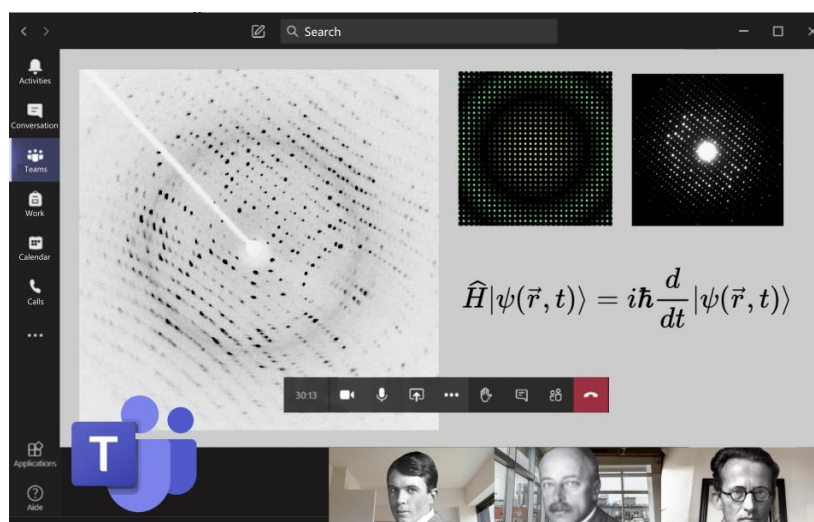 Search
Activities
Conversation
Teams
Work
Calendar
Calls
Ĥ|ψ(r⃗, t)⟩ = iħ d/dt |ψ(r⃗, t)⟩
30:13
T
Applications
Aide